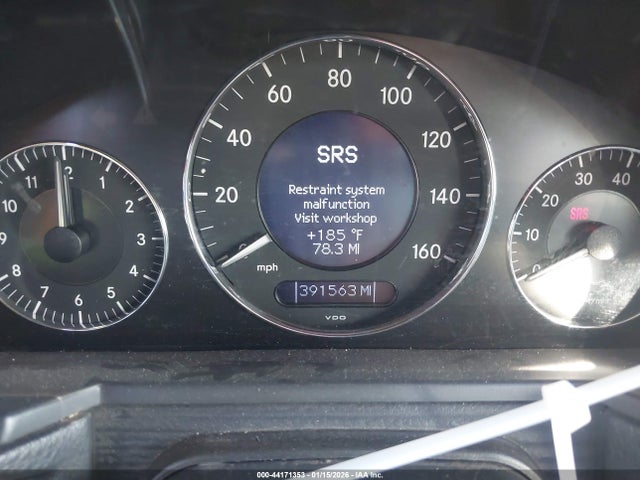 SRS
Restraint system
malfunction
Visit workshop
+185 °F
78.3 MI
391563 MI
20 40 60 80 100 120 140 160
mph
VDO
11 12 1 2 3 4 5 6 7 8 9 10
0 10 20 30 40
SRS
000-44171353 - 01/15/2026 - IAA Inc.